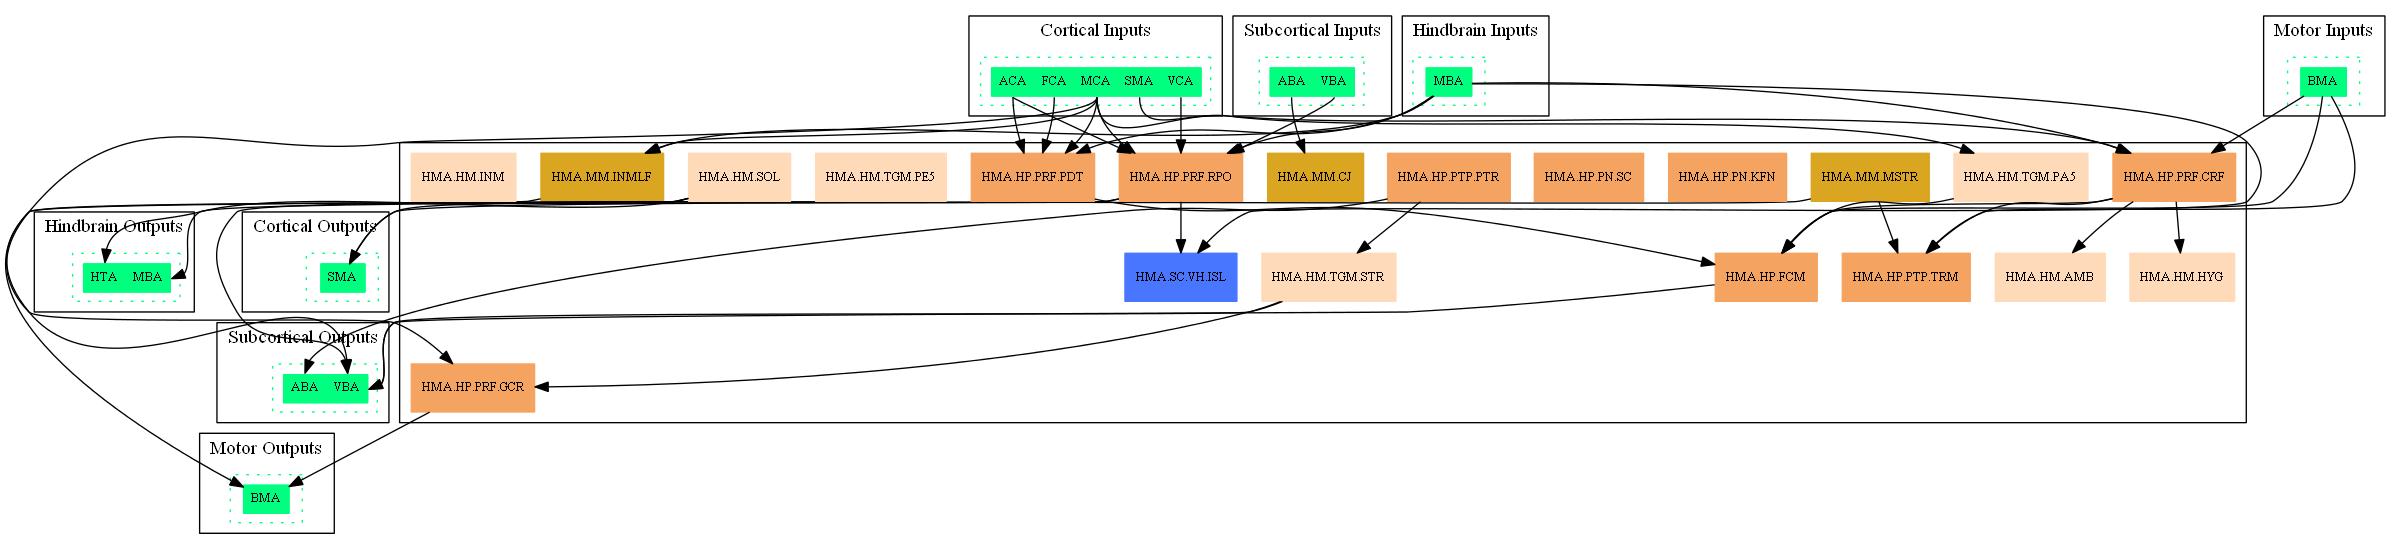 Cortical Inputs
Subcortical Inputs
Hindbrain Inputs
Motor Inputs
ACA FCA MCA SMA VCA
ABA VBA
MBA
BMA
HMA.HM.INM
HMA.MM.INMLF
HMA.HM.SOL
HMA.HM.TGM.PE5
HMA.HP.PRF.PDT
HMA.HP.PRF.RPO
HMA.MM.CJ
HMA.HP.PTP.PTR
HMA.HP.PN.SC
HMA.HP.PN.KFN
HMA.MM.MSTR
HMA.HM.TGM.PA5
HMA.HP.PRF.CRF
Hindbrain Outputs
Cortical Outputs
HTA MBA
SMA
HMA.SC.VH.ISL
HMA.HM.TGM.STR
HMA.HP.FCM
HMA.HP.PTP.TRM
HMA.HM.AMB
HMA.HM.HYG
Subcortical Outputs
ABA VBA
HMA.HP.PRF.GCR
Motor Outputs
BMA